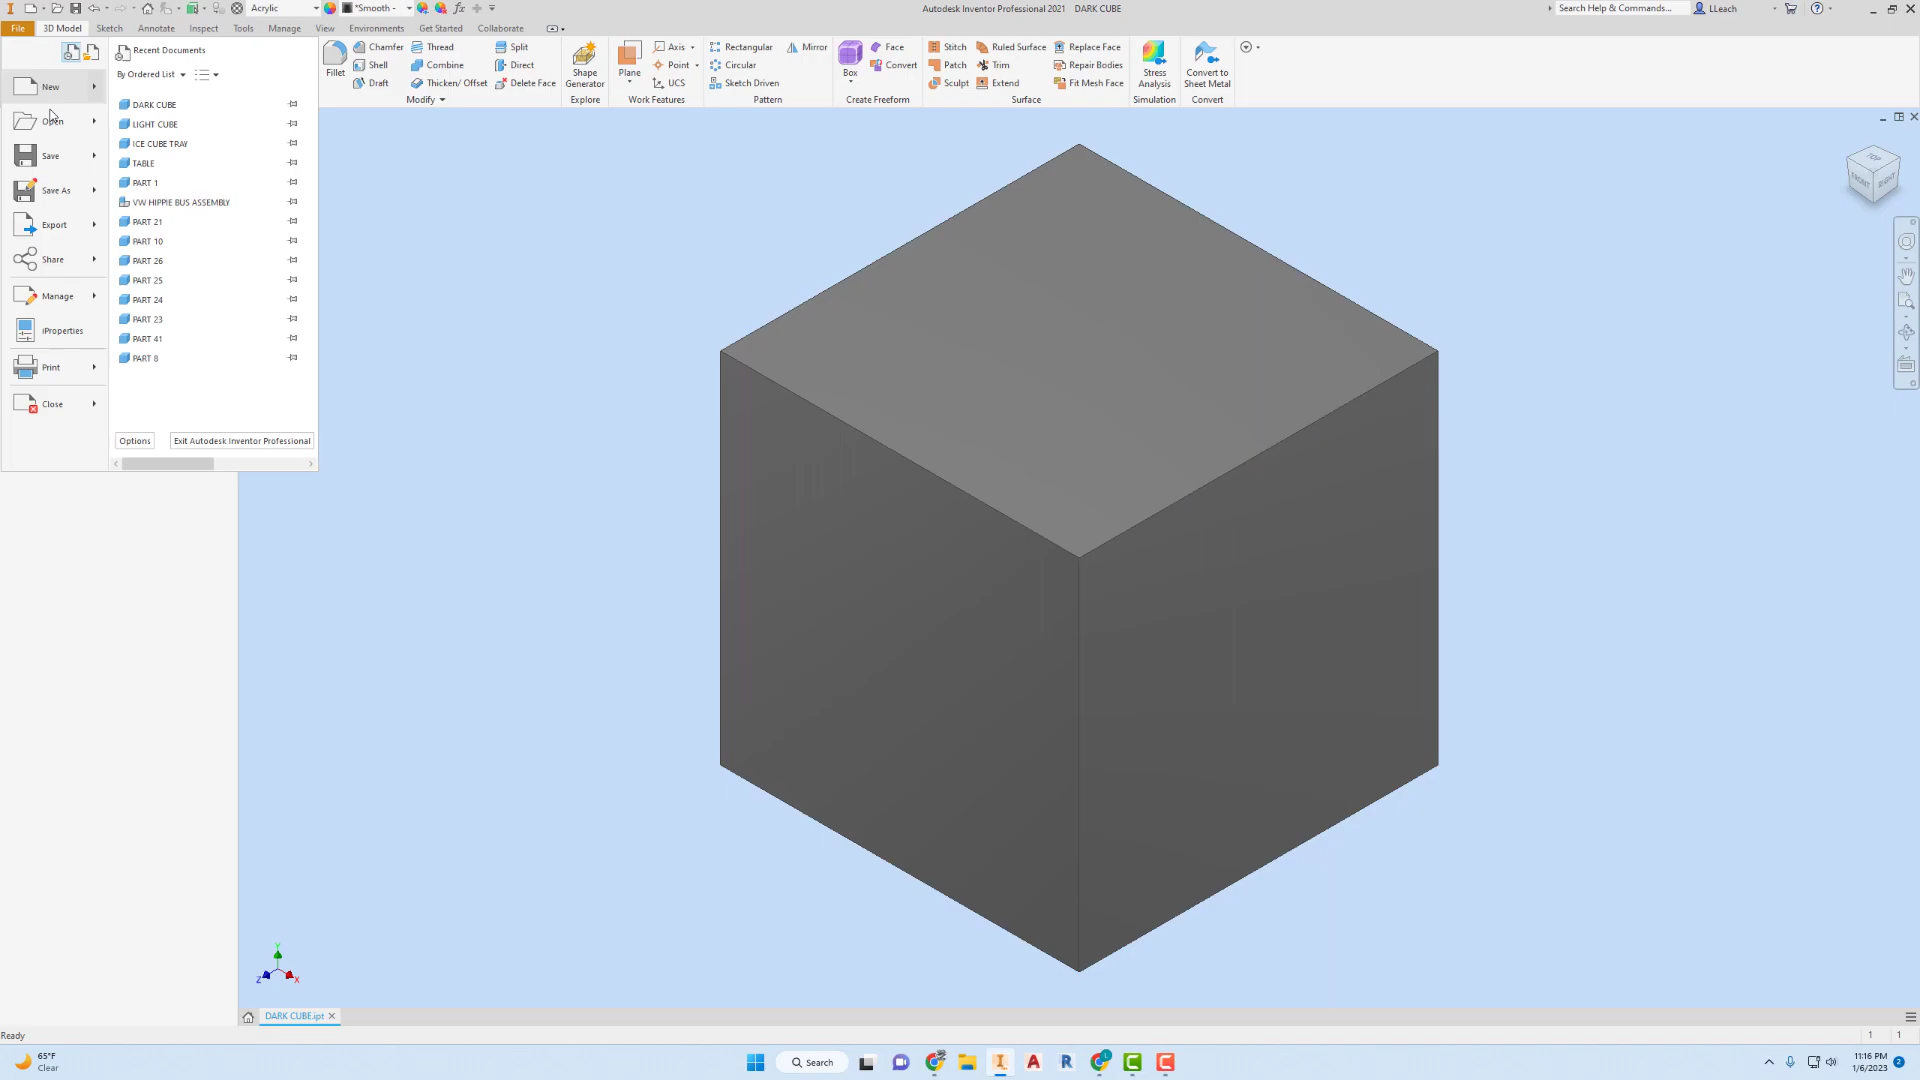 Acrylic
*Smooth -
Autodesk Inventor Professional 2021 DARK CUBE
Search Help & Commands...
LLeach
File
3D Model
Sketch
Annotate
Inspect
Tools
Manage
View
Environments
Get Started
Collaborate
Recent Documents
By Ordered List
New
Open
Save
Save As
Export
Share
Manage
iProperties
Print
Close
DARK CUBE
LIGHT CUBE
ICE CUBE TRAY
TABLE
PART 1
VW HIPPIE BUS ASSEMBLY
PART 21
PART 10
PART 26
PART 25
PART 24
PART 23
PART 41
PART 8
Options
Exit Autodesk Inventor Professional
Fillet
Chamfer
Shell
Draft
Thread
Combine
Thicken/ Offset
Split
Direct
Delete Face
Modify
Shape
Generator
Explore
Plane
Axis
Point
UCS
Work Features
Rectangular
Circular
Sketch Driven
Mirror
Pattern
Box
Face
Convert
Create Freeform
Stitch
Patch
Sculpt
Ruled Surface
Trim
Extend
Replace Face
Repair Bodies
Fit Mesh Face
Surface
Stress
Analysis
Simulation
Convert to
Sheet Metal
Convert
TOP
FRONT
RIGHT
Y
Z
X
DARK CUBE.ipt
Ready
1 1
65°F
Clear
Search
11:16 PM
1/6/2023
2